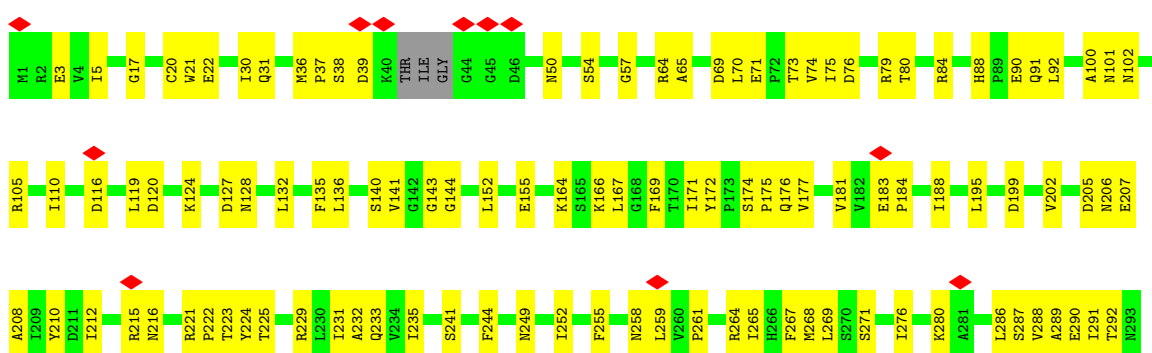 M1 R2 E3 V4 I5 G17 C20 W21 E22 I30 Q31 M36 P37 S38 D39 K40 THR ILE GLY G44 G45 D46 N50 S54 G57 R64 A65 D69 L70 E71 P72 T73 V74 I75 D76 R79 T80 R84 H88 P89 E90 Q91 L92 A100 N101 N102
R105 I110 D116 L119 D120 K124 D127 N128 L132 F135 L136 S140 V141 G142 G143 G144 L152 E155 K164 S165 K166 L167 G168 F169 T170 I171 Y172 P173 S174 P175 Q176 V177 V181 V182 E183 P184 I188 L195 D199 V202 D205 N206 E207
A208 I209 Y210 D211 I212 R215 N216 R221 P222 T223 Y224 T225 R229 L230 I231 A232 Q233 V234 I235 S241 F244 N249 I252 F255 N258 L259 V260 P261 R264 I265 H266 F267 M268 L269 S270 S271 I276 K280 A281 L286 S287 V288 A289 E290 I291 T292 N293